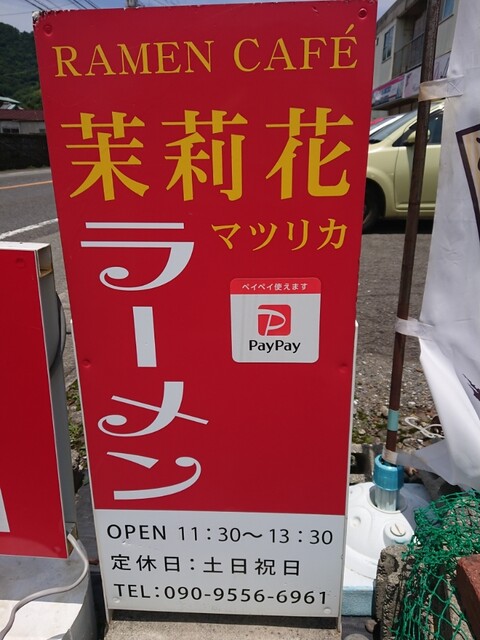 RAMEN CAFÉ
茉莉花
マツリカ
ラーメン
ペイペイ使えます
PayPay
OPEN 11:30〜13:30
定休日:土日祝日
TEL:090-9556-6961